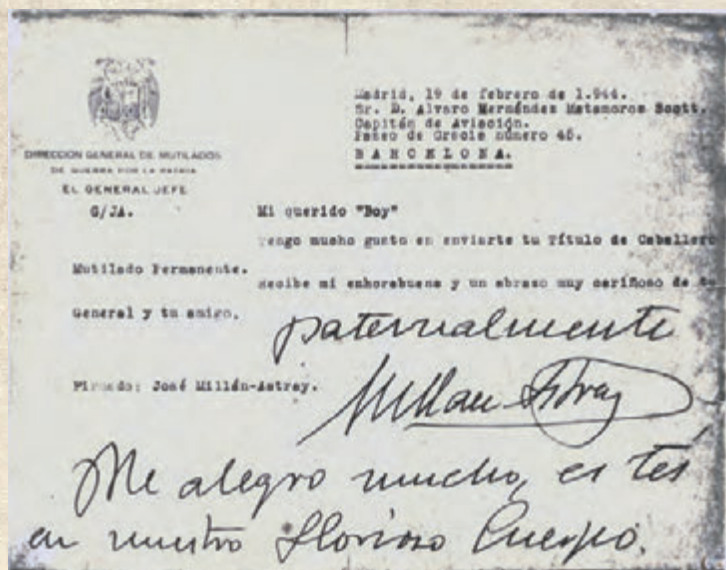 Madrid, 19 de febrero de 1.944.
Sr. D. Alvaro Hernández Matamoros Scott.
Capitán de Aviación.
Paseo de Gracie número 45.
BARCELONA.
DIRECCION GENERAL DE MUTILADOS
DE GUERRA POR LA PATRIA
EL GENERAL JEFE
G/JA.
Mi querido "Boy"
Tengo mucho gusto en enviarte tu Título de Caballero
Mutilado Permanente.
Recibe mi enhorabuena y un abrazo muy cariñoso de
General y tu amigo.
paternalmente
Firmado: José Millán-Astray.
Millan Astray
Me alegro mucho, estés
en nuestro Glorioso Cuerpo.